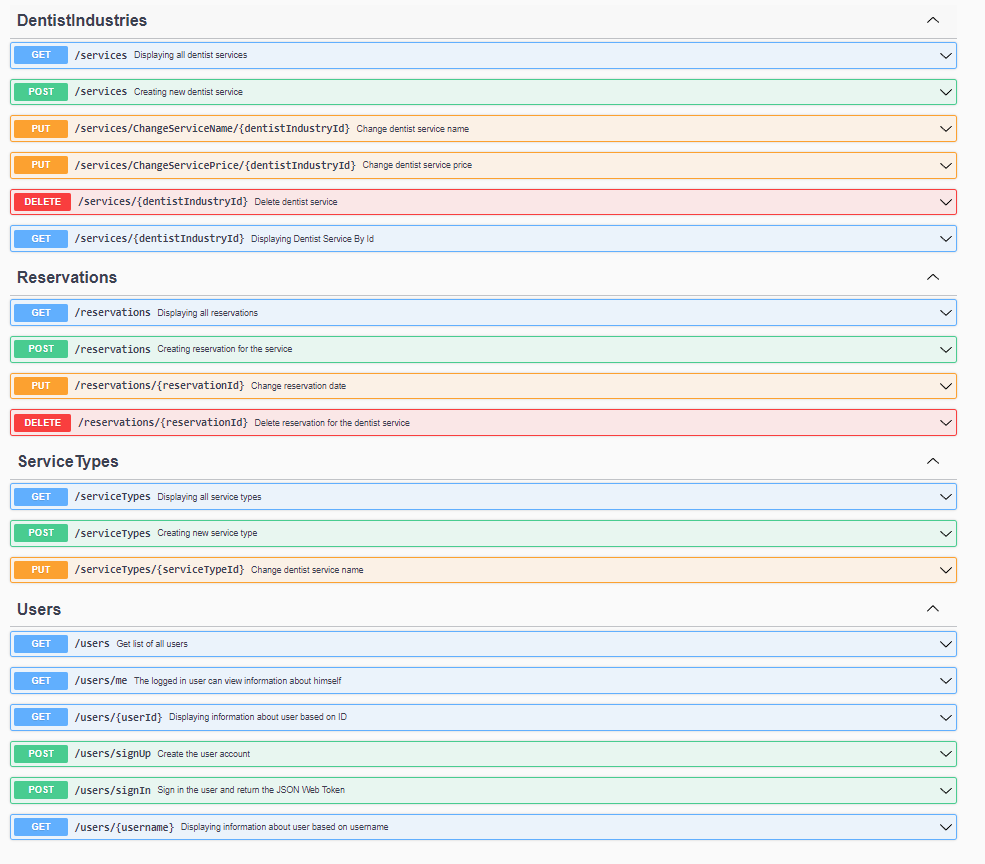 DentistIndustries
GET /services Displaying all dentist services
POST /services Creating new dentist service
PUT /services/ChangeServiceName/{dentistIndustryId} Change dentist service name
PUT /services/ChangeServicePrice/{dentistIndustryId} Change dentist service price
DELETE /services/{dentistIndustryId} Delete dentist service
GET /services/{dentistIndustryId} Displaying Dentist Service By Id
Reservations
GET /reservations Displaying all reservations
POST /reservations Creating reservation for the service
PUT /reservations/{reservationId} Change reservation date
DELETE /reservations/{reservationId} Delete reservation for the dentist service
ServiceTypes
GET /serviceTypes Displaying all service types
POST /serviceTypes Creating new service type
PUT /serviceTypes/{serviceTypeId} Change dentist service name
Users
GET /users Get list of all users
GET /users/me The logged in user can view information about himself
GET /users/{userId} Displaying information about user based on ID
POST /users/signUp Create the user account
POST /users/signIn Sign in the user and return the JSON Web Token
GET /users/{username} Displaying information about user based on username